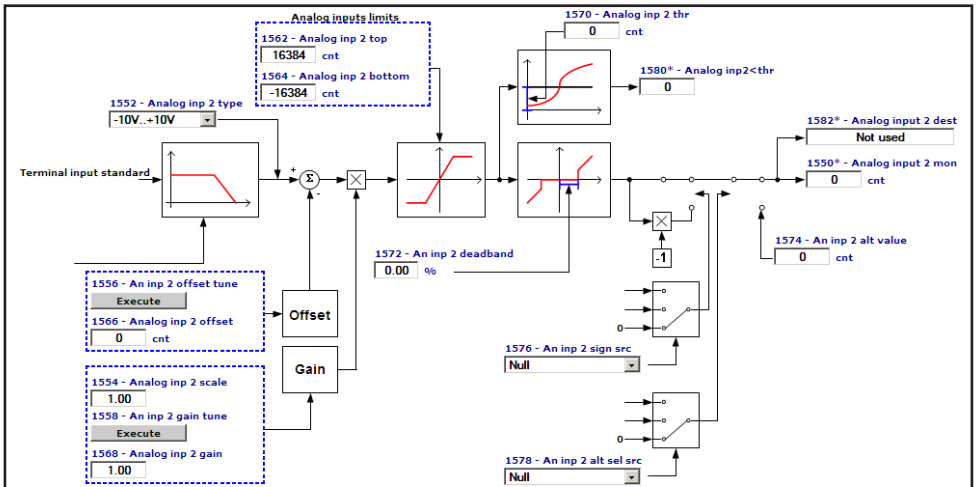 Analog inputs limits
1562 - Analog inp 2 top
16384 cnt
1564 - Analog inp 2 bottom
-16384 cnt
1570 - Analog inp 2 thr
0 cnt
1580* - Analog inp2<thr
0
1552 - Analog inp 2 type
-10V..+10V
1582* - Analog input 2 dest
Not used
1550* - Analog input 2 mon
0
cnt
Terminal input standard
+
Σ
-
×
×
-1
1574 - An inp 2 alt value
0
cnt
1572 - An inp 2 deadband
0.00 %
1556 - An inp 2 offset tune
Execute
1566 - Analog inp 2 offset
0 cnt
Offset
Gain
0
1576 - An inp 2 sign src
Null
1554 - Analog inp 2 scale
1.00
1558 - An inp 2 gain tune
Execute
1568 - Analog inp 2 gain
1.00
0
1578 - An inp 2 alt sel src
Null